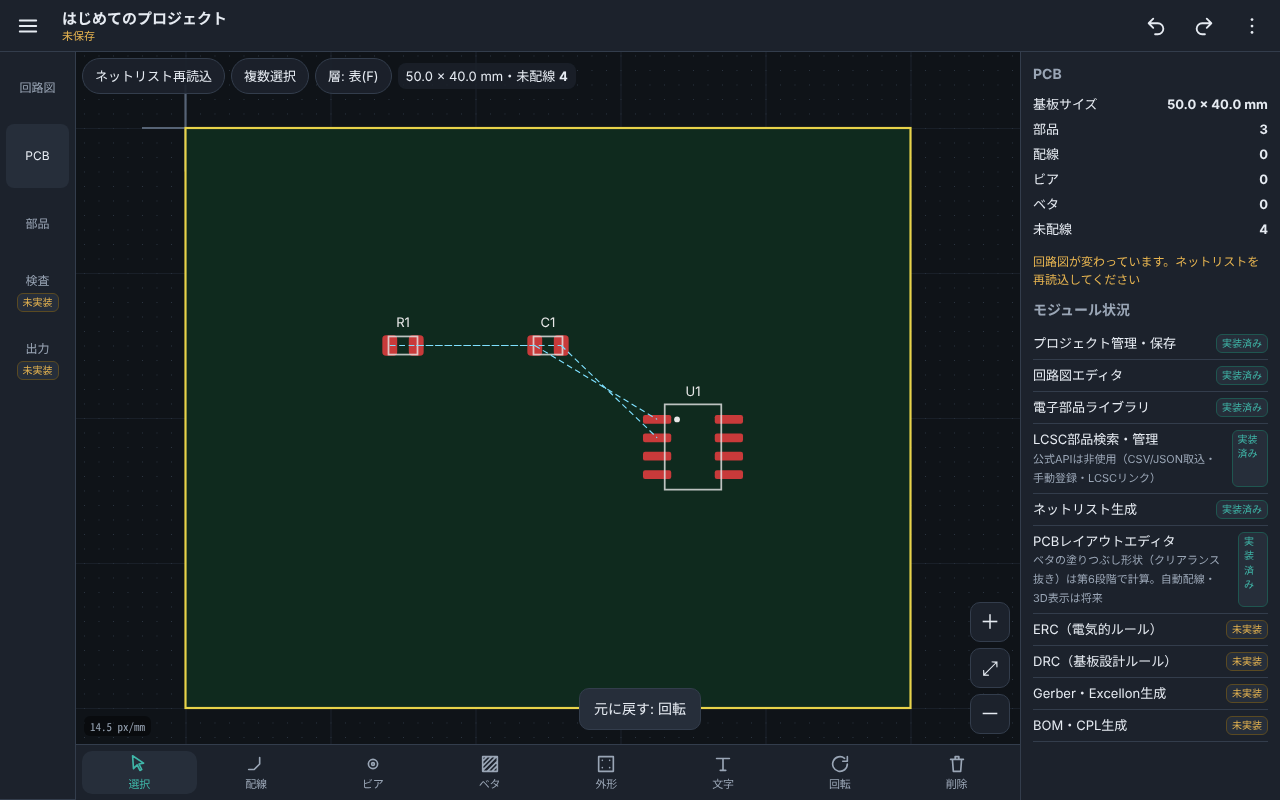 はじめてのプロジェクト
未保存
回路図
PCB
部品
検査
未実装
出力
未実装
ネットリスト再読込
複数選択
層: 表(F)
50.0 × 40.0 mm・未配線 4
R1
C1
U1
14.5 px/mm
元に戻す: 回転
選択
配線
ビア
ベタ
外形
文字
回転
削除
PCB
基板サイズ 50.0 × 40.0 mm
部品 3
配線 0
ビア 0
ベタ 0
未配線 4
回路図が変わっています。ネットリストを
再読込してください
モジュール状況
プロジェクト管理・保存 実装済み
回路図エディタ 実装済み
電子部品ライブラリ 実装済み
LCSC部品検索・管理 実装
済み
公式APIは非使用（CSV/JSON取込・
手動登録・LCSCリンク）
ネットリスト生成 実装済み
PCBレイアウトエディタ 実
装
済
み
ベタの塗りつぶし形状（クリアランス
抜き）は第6段階で計算。自動配線・
3D表示は将来
ERC（電気的ルール） 未実装
DRC（基板設計ルール） 未実装
Gerber・Excellon生成 未実装
BOM・CPL生成 未実装